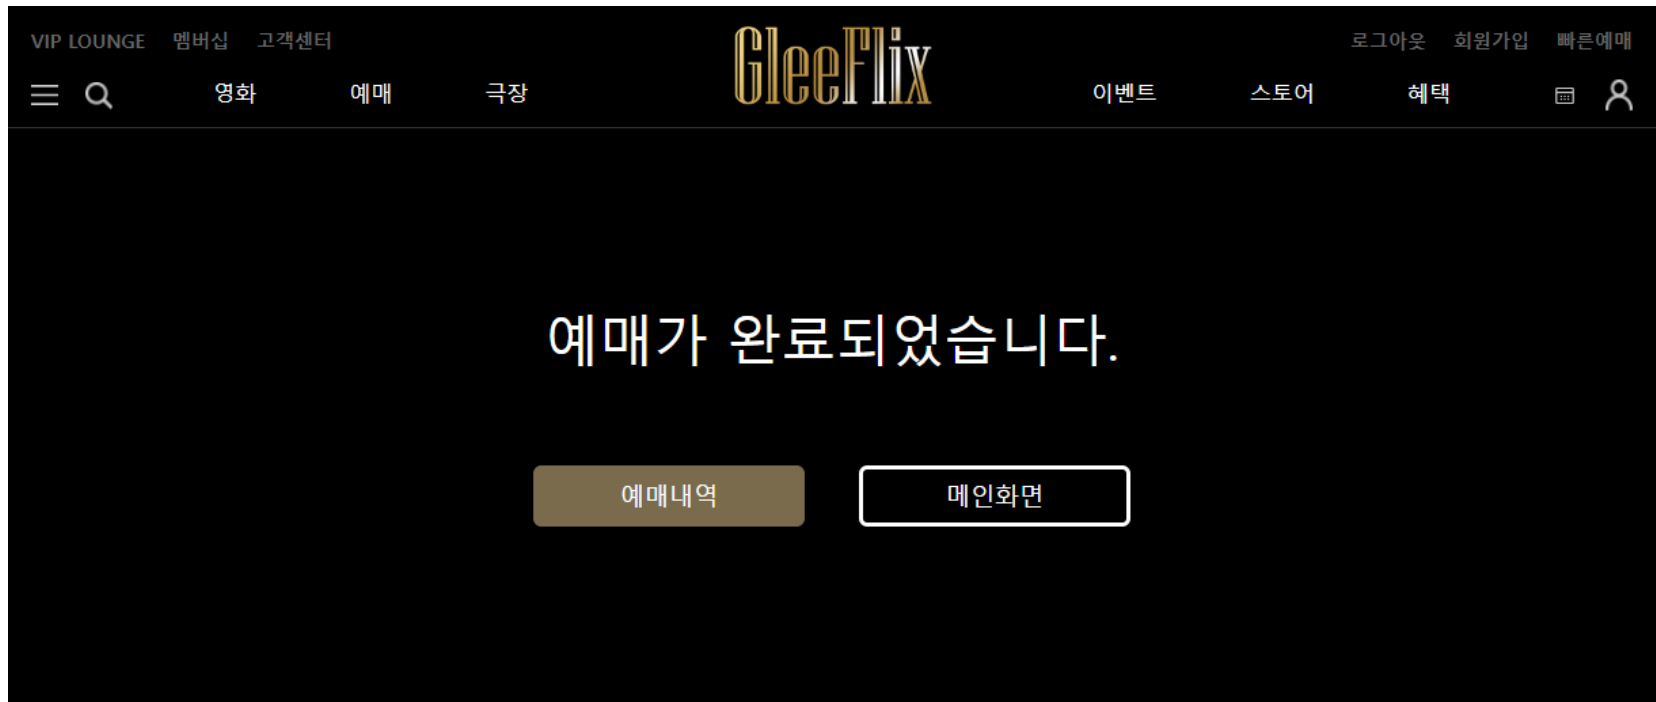 VIP LOUNGE 멤버십 고객센터
로그아웃 회원가입 빠른예매
GleeFlix
영화 예매 극장
이벤트 스토어 혜택
예매가 완료되었습니다.
예매내역 메인화면